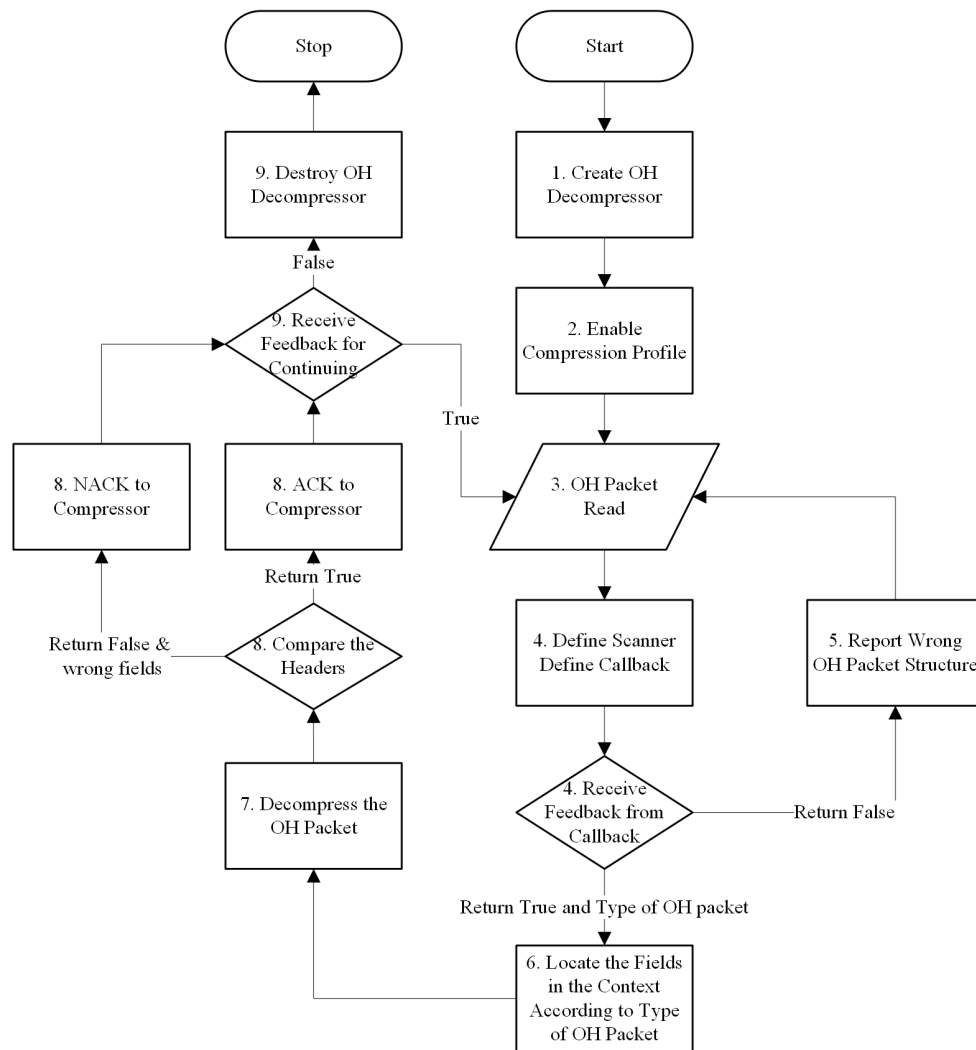 Stop
Start
9. Destroy OH
Decompressor
1. Create OH
Decompressor
False
9. Receive
Feedback for
Continuing
2. Enable
Compression Profile
True
8. NACK to
Compressor
8. ACK to
Compressor
3. OH Packet
Read
Return True
Return False &
wrong fields
8. Compare the
Headers
4. Define Scanner
Define Callback
5. Report Wrong
OH Packet Structure
7. Decompress the
OH Packet
4. Receive
Feedback from
Callback
Return False
Return True and Type of OH packet
6. Locate the Fields
in the Context
According to Type
of OH Packet